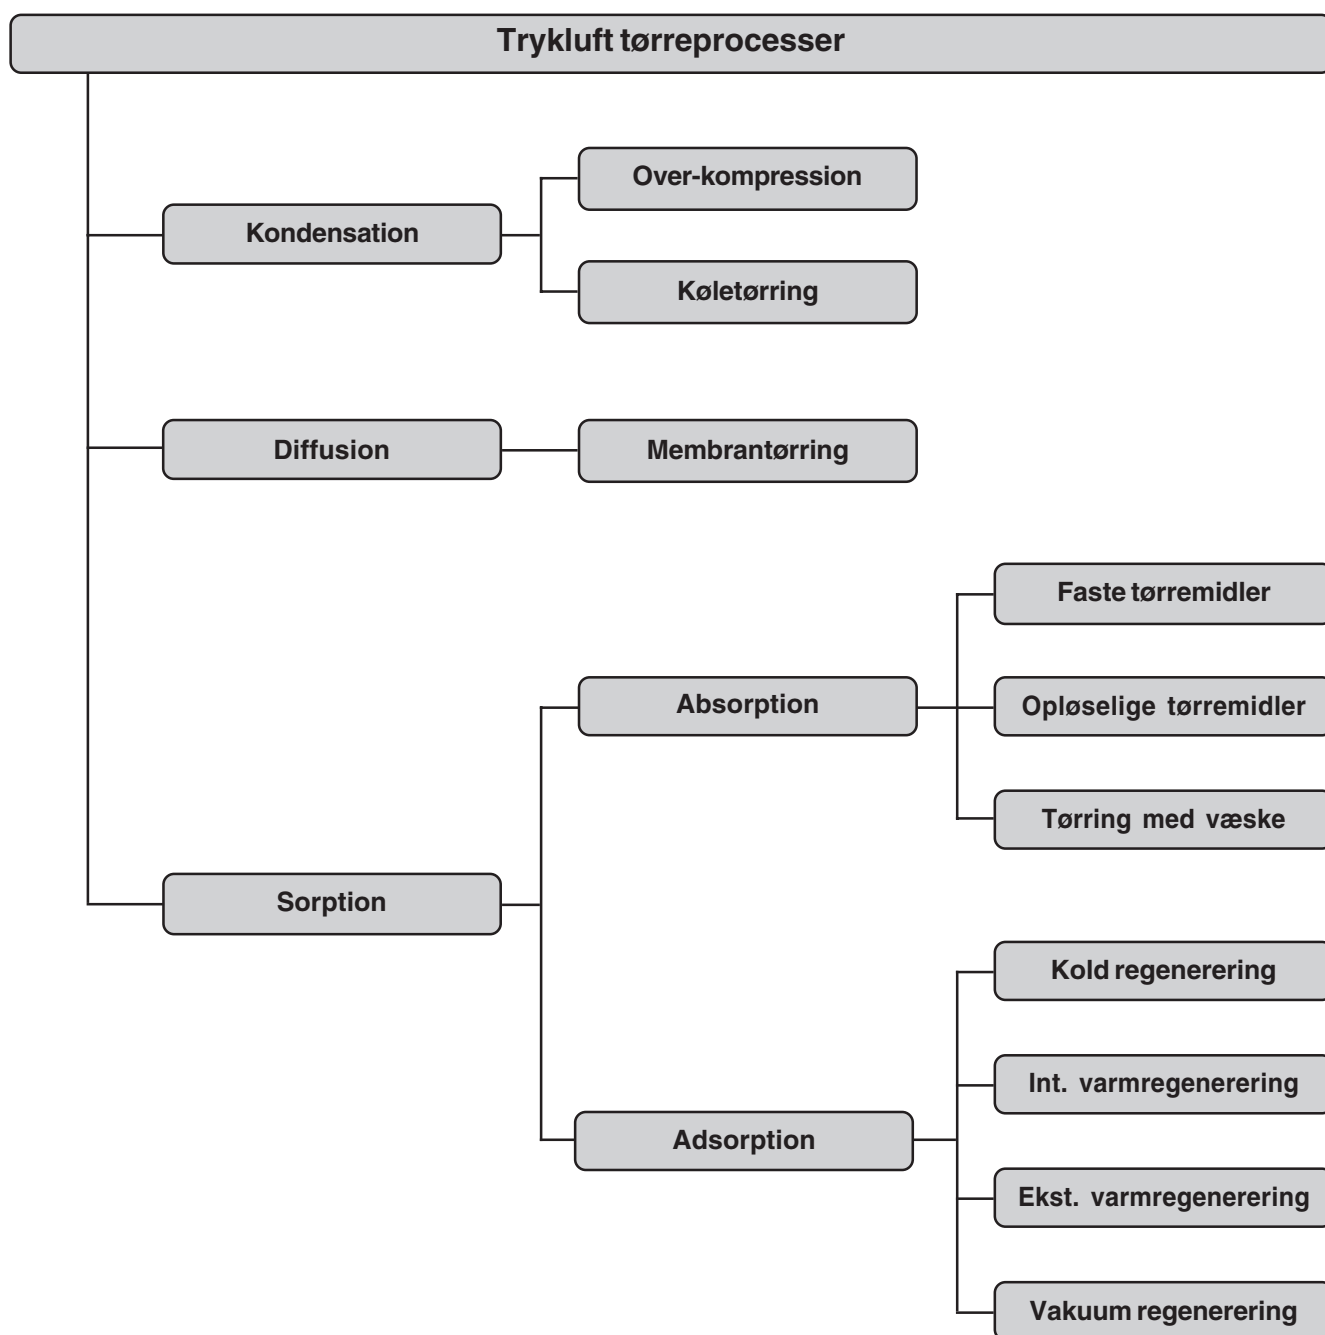 Trykluft tørreprocesser
Over-kompression
Kondensation
Køletørring
Diffusion
Membrantørring
Faste tørremidler
Absorption
Opløselige tørremidler
Tørring med væske
Sorption
Kold regenerering
Int. varmregenerering
Adsorption
Ekst. varmregenerering
Vakuum regenerering